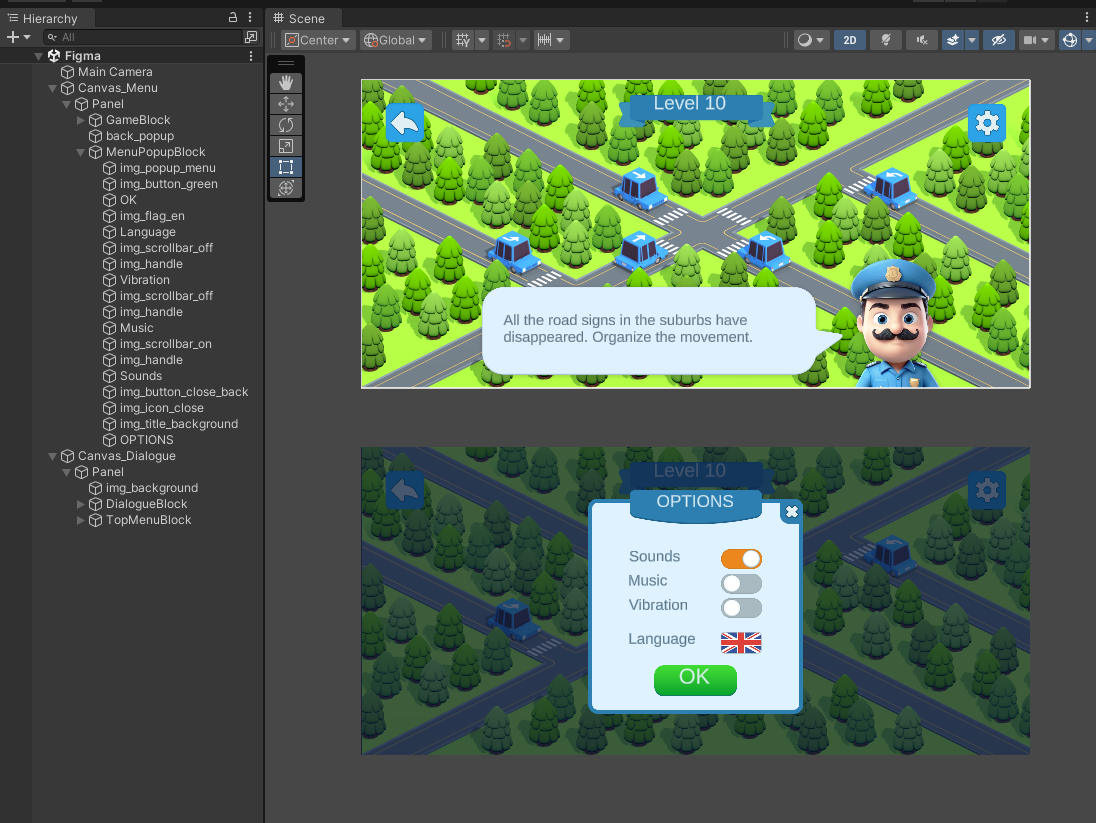 Hierarchy
All
Figma
Main Camera
Canvas_Menu
Panel
GameBlock
back_popup
MenuPopupBlock
img_popup_menu
img_button_green
OK
img_flag_en
Language
img_scrollbar_off
img_handle
Vibration
img_scrollbar_off
img_handle
Music
img_scrollbar_on
img_handle
Sounds
img_button_close_back
img_icon_close
img_title_background
OPTIONS
Canvas_Dialogue
Panel
img_background
DialogueBlock
TopMenuBlock
Scene
Center
Global
2D
Level 10
All the road signs in the suburbs have
disappeared. Organize the movement.
Level 10
OPTIONS
Sounds
Music
Vibration
Language
OK